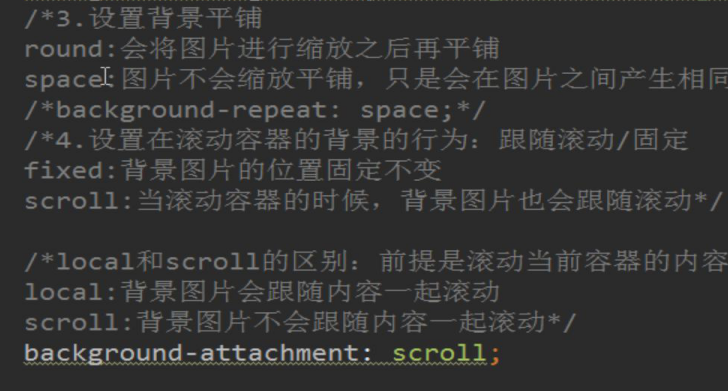 /*3.设置背景平铺
round:会将图片进行缩放之后再平铺
space:图片不会缩放平铺，只是会在图片之间产生相同
/*background-repeat: space;*/
/*4.设置在滚动容器的背景的行为：跟随滚动/固定
fixed:背景图片的位置固定不变
scroll:当滚动容器的时候，背景图片也会跟随滚动*/
/*local和scroll的区别：前提是滚动当前容器的内容
local:背景图片会跟随内容一起滚动
scroll:背景图片不会跟随内容一起滚动*/
background-attachment: scroll;